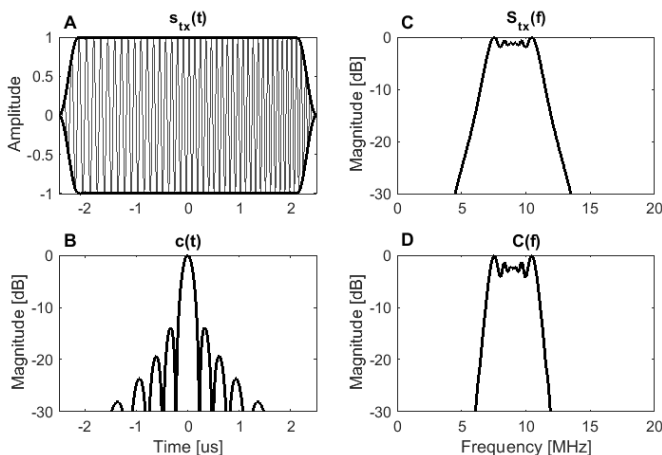 A
s_tx(t)
Amplitude
1
0.5
0
-0.5
-1
-2 -1 0 1 2
C
S_tx(f)
Magnitude [dB]
0
-10
-20
-30
0 5 10 15 20
B
c(t)
Magnitude [dB]
0
-10
-20
-30
-2 -1 0 1 2
Time [us]
D
C(f)
Magnitude [dB]
0
-10
-20
-30
0 5 10 15 20
Frequency [MHz]